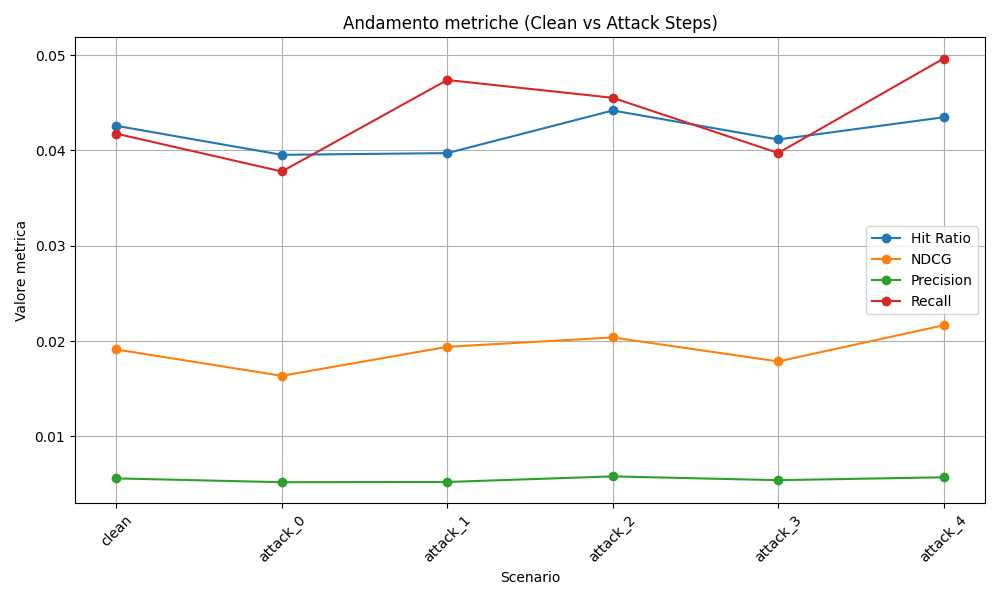 Andamento metriche (Clean vs Attack Steps)
0.05
0.04
0.03
0.02
0.01
Valore metrica
Hit Ratio
NDCG
Precision
Recall
clean
attack_0
attack_1
attack_2
attack_3
attack_4
Scenario